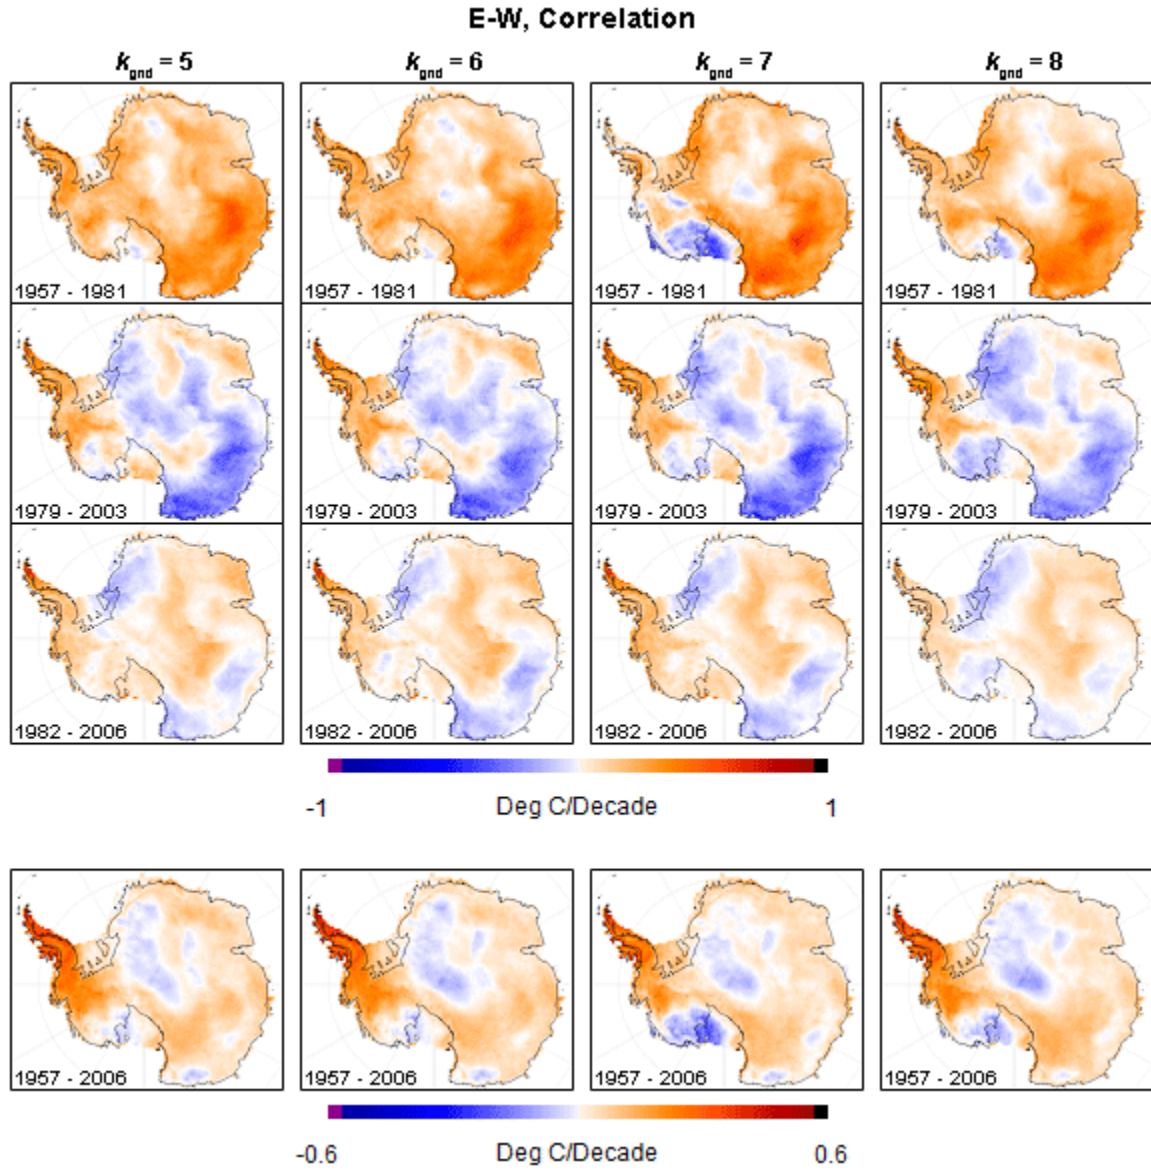 E-W, Correlation
kgnd = 5 kgnd = 6 kgnd = 7 kgnd = 8
1957 - 1981 1957 - 1981 1957 - 1981 1957 - 1981
1979 - 2003 1979 - 2003 1979 - 2003 1979 - 2003
1982 - 2006 1982 - 2006 1982 - 2006 1982 - 2006
-1 Deg C/Decade 1
1957 - 2006 1957 - 2006 1957 - 2006 1957 - 2006
-0.6 Deg C/Decade 0.6